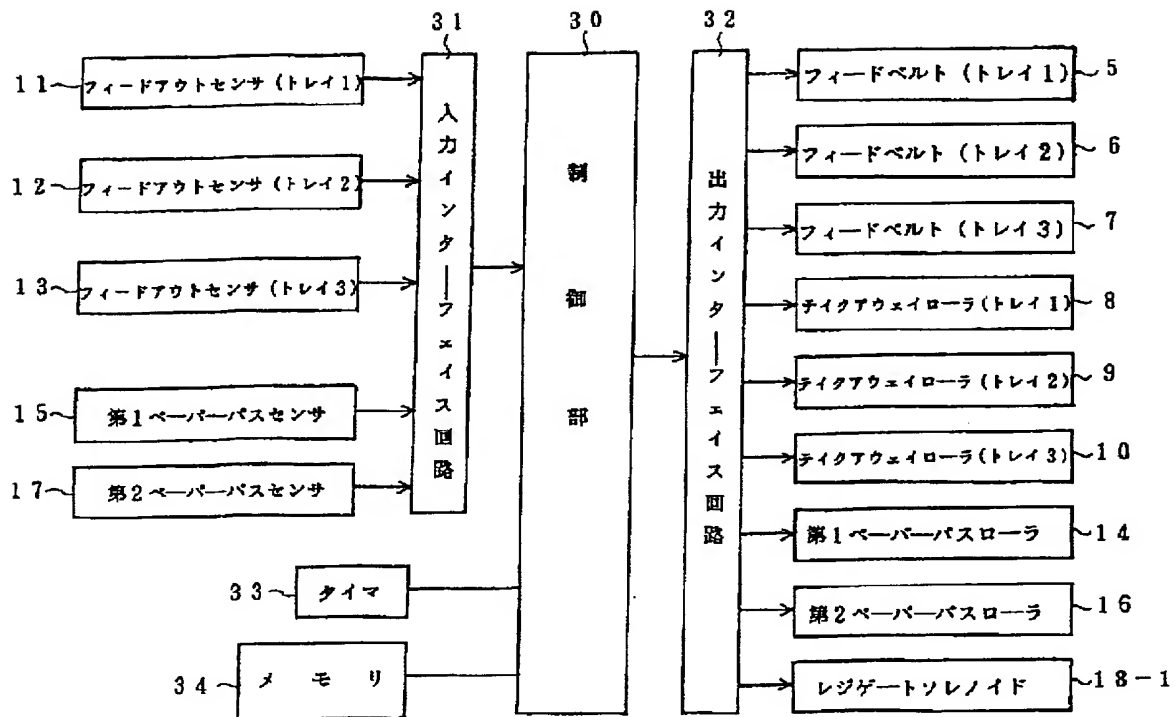 31
30
32
11
フィードアウトセンサ(トレイ1)
12
フィードアウトセンサ(トレイ2)
13
フィードアウトセンサ(トレイ3)
15
第1ペーパーパスセンサ
17
第2ペーパーパスセンサ
33
タイマ
34
メモリ
入力インターフェイス回路
制御部
出力インターフェイス回路
フィードベルト(トレイ1)
5
フィードベルト(トレイ2)
6
フィードベルト(トレイ3)
7
テイクアウェイローラ(トレイ1)
8
テイクアウェイローラ(トレイ2)
9
テイクアウェイローラ(トレイ3)
10
第1ペーパーパスローラ
14
第2ペーパーパスローラ
16
レジゲートソレノイド
18-1